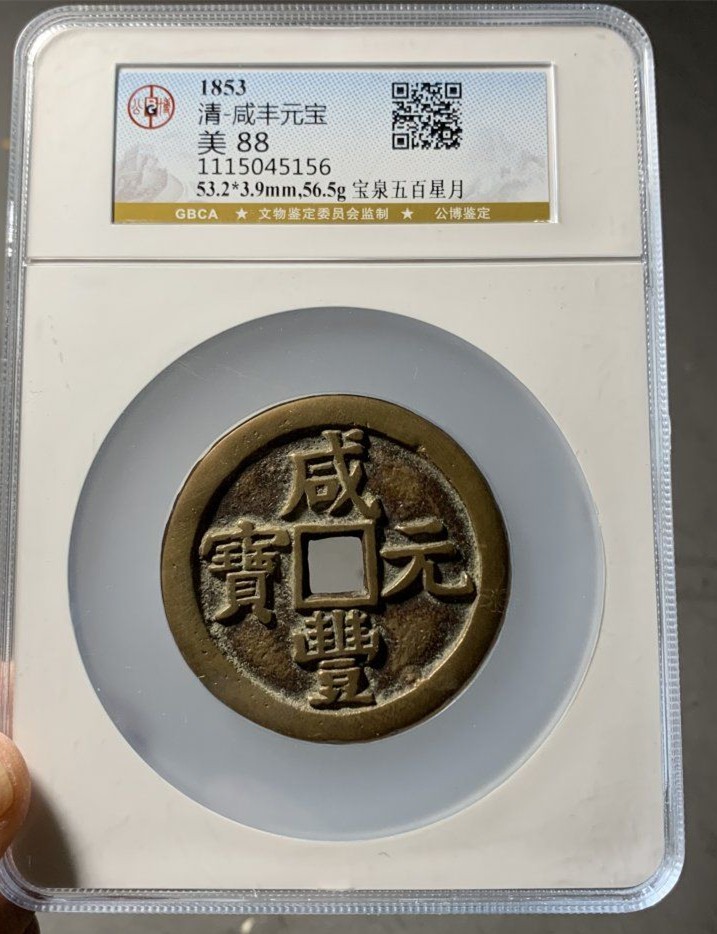 1853
清-咸丰元宝
美 88
1115045156
53.2*3.9mm,56.5g 宝泉五百星月
GBCA ★ 文物鉴定委员会监制 ★ 公博鉴定
公 G 博
咸豐元寶